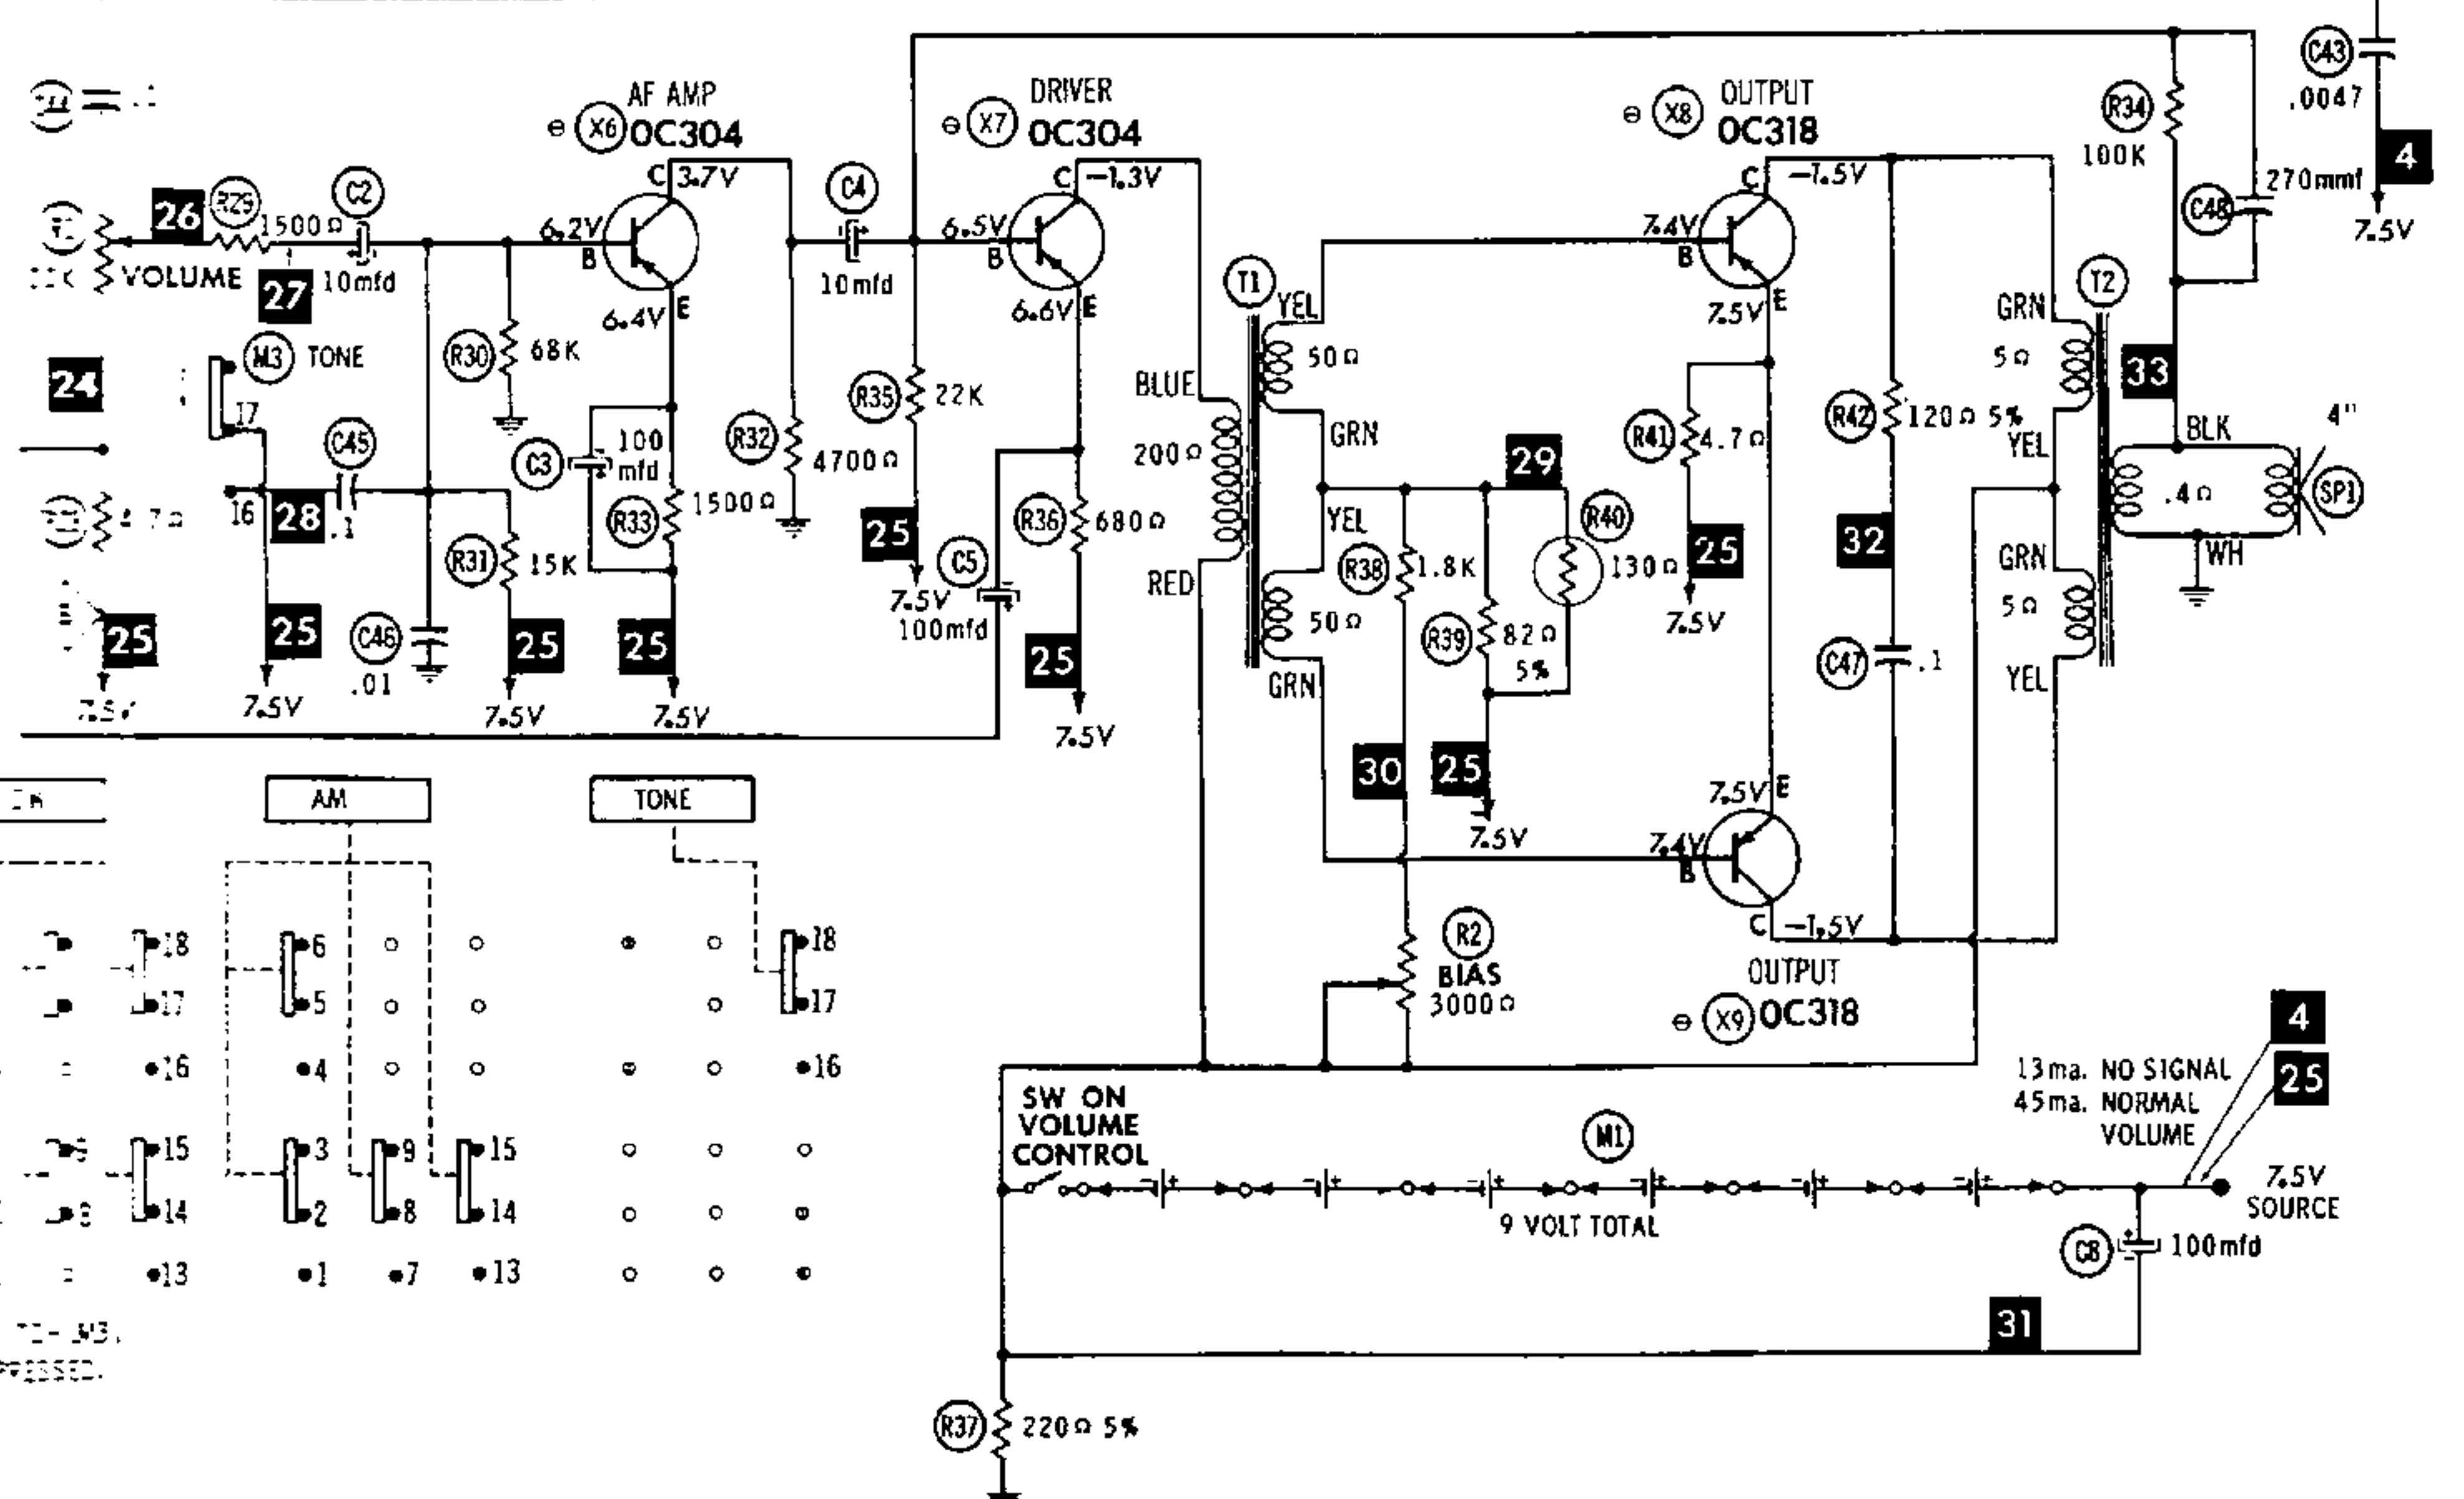 AF AMP
X6 OC304
DRIVER
X7 OC304
OUTPUT
X8 OC318
R34
100K
C43
.0047
4
7.5V
C48
270mmf
26
R29
1500Ω
C2
10mfd
VOLUME
27
C 3.7V
6.2V
B
6.4V E
C4
10mfd
C -1.3V
6.5V
B
6.6V E
C -1.5V
7.4V
B
7.5V E
T1
YEL
50Ω
GRN
BLUE
200Ω
RED
YEL
50Ω
GRN
T2
GRN
5Ω
YEL
GRN
5Ω
YEL
33
BLK
.4Ω
WH
4"
SP1
24
M3 TONE
17
16
28
C45
.1
R30
68K
C3
100
mfd
R33
1500Ω
R32
4700Ω
R35
22K
25
7.5V
C5
100mfd
R36
680Ω
25
7.5V
R31
15K
25
7.5V
C46
.01
25
7.5V
25
7.5V
25
7.5V
29
R38
1.8K
R39
82Ω
5%
R40
130Ω
30
25
7.5V
R41
4.7Ω
25
7.5V
R42
120Ω 5%
32
C47
.1
7.5V E
7.4V
B
C -1.5V
OUTPUT
X9 OC318
R2
BIAS
3000Ω
AM
TONE
18
6
18
17
5
17
16
4
16
15
3
9
15
14
2
8
14
13
1
7
13
SW ON
VOLUME
CONTROL
M1
9 VOLT TOTAL
13ma. NO SIGNAL
45ma. NORMAL
VOLUME
4
25
7.5V
SOURCE
C8
100mfd
31
R37
220Ω 5%